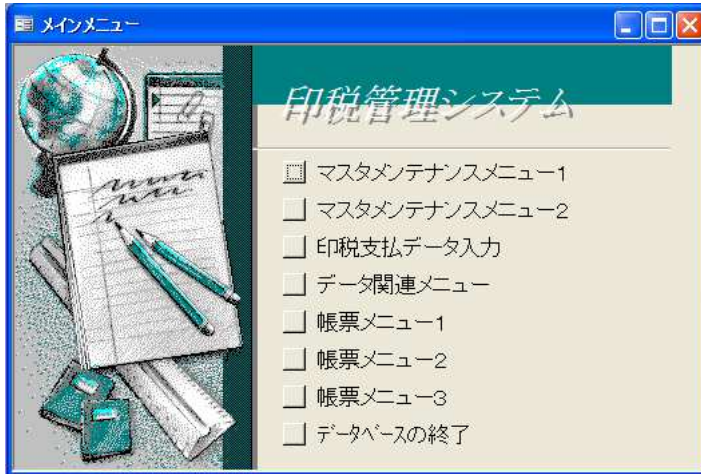 メインメニュー
印税管理システム
マスタメンテナンスメニュー1
マスタメンテナンスメニュー2
印税支払データ入力
データ関連メニュー
帳票メニュー1
帳票メニュー2
帳票メニュー3
ﾃﾞｰﾀﾍﾞｰｽの終了